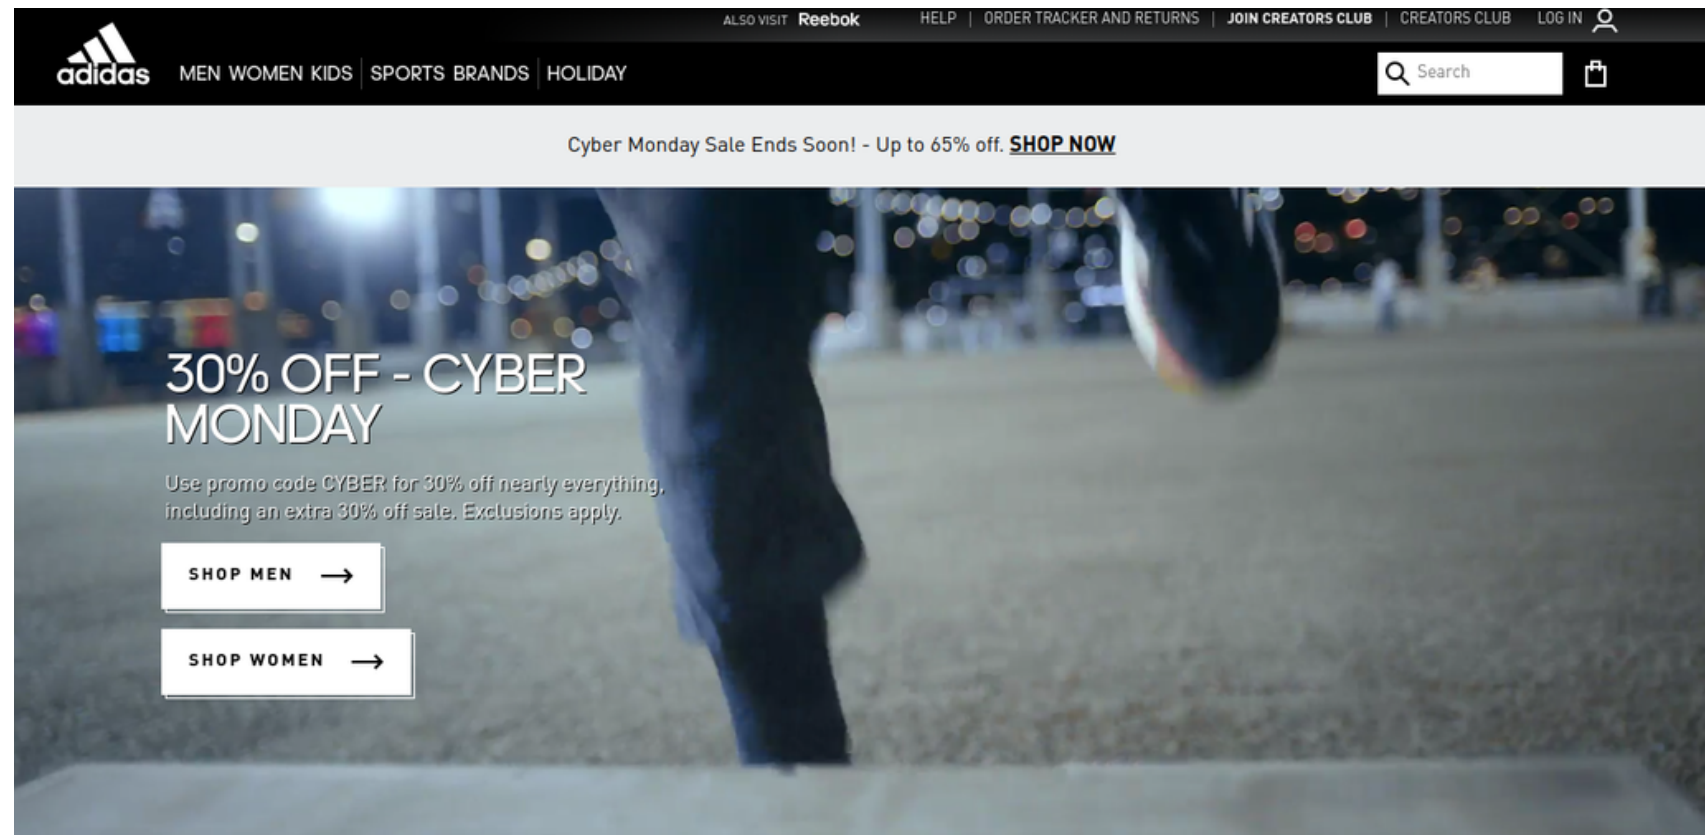 ALSO VISIT Reebok HELP | ORDER TRACKER AND RETURNS | JOIN CREATORS CLUB | CREATORS CLUB LOG IN
adidas
MEN WOMEN KIDS SPORTS BRANDS HOLIDAY
Search
Cyber Monday Sale Ends Soon! - Up to 65% off. SHOP NOW
30% OFF - CYBER
MONDAY
Use promo code CYBER for 30% off nearly everything,
including an extra 30% off sale. Exclusions apply.
SHOP MEN
SHOP WOMEN